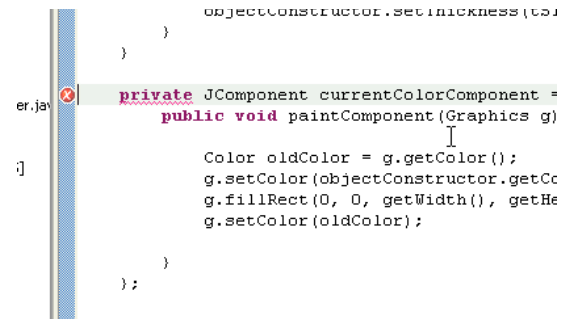 objectConstructor.setThickness(
}
}
private JComponent currentColorComponent =
er.jav
public void paintComponent(Graphics g)
5]
Color oldColor = g.getColor();
g.setColor(objectConstructor.getCo
g.fillRect(0, 0, getWidth(), getHe
g.setColor(oldColor);
}
};